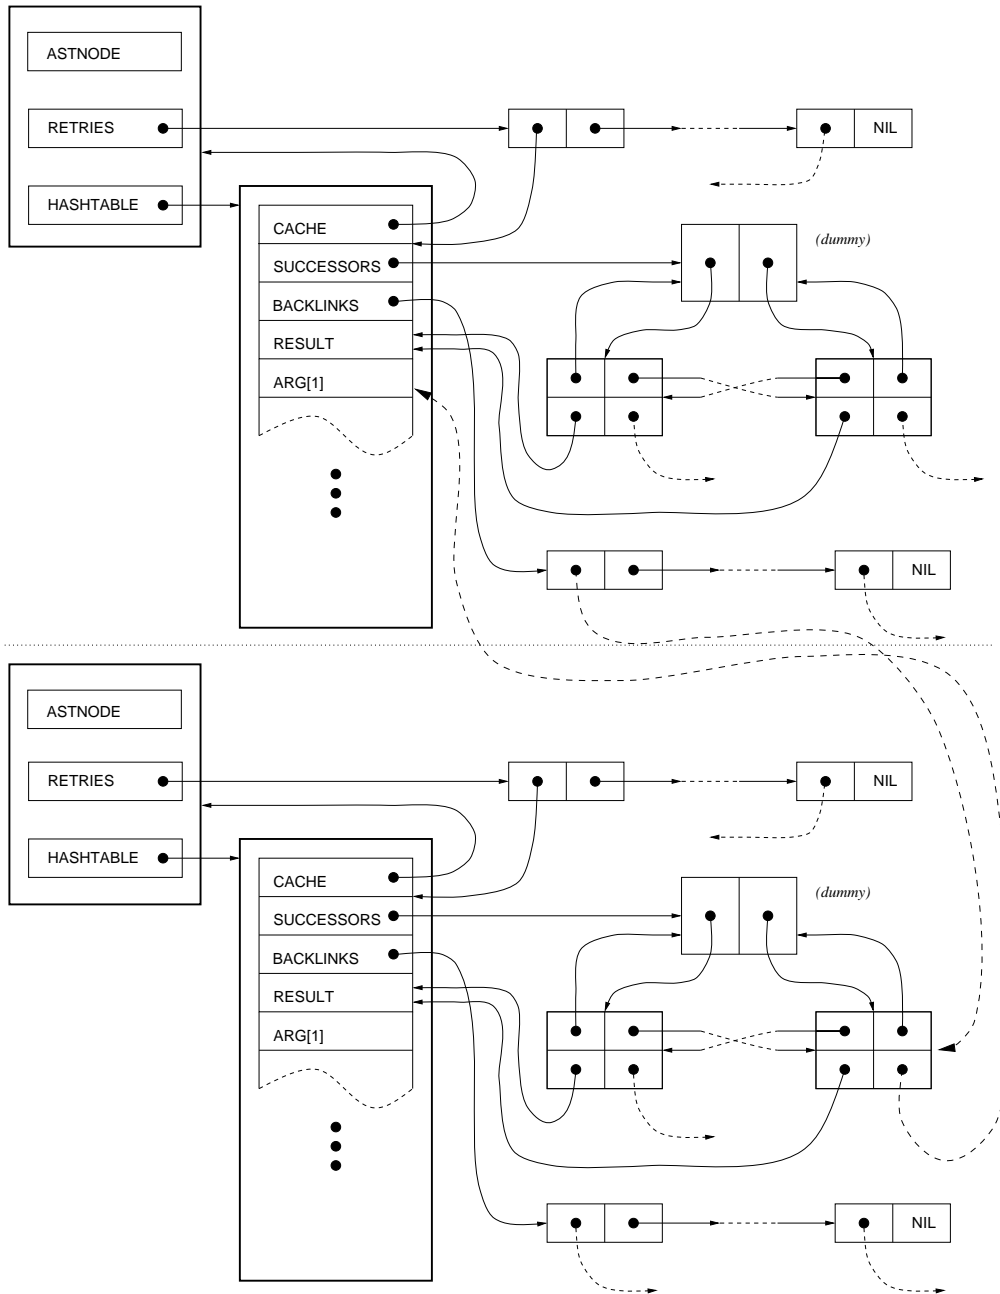 ASTNODE
RETRIES
NIL
HASHTABLE
CACHE
(dummy)
SUCCESSORS
BACKLINKS
RESULT
ARG[1]
NIL
ASTNODE
RETRIES
NIL
HASHTABLE
CACHE
(dummy)
SUCCESSORS
BACKLINKS
RESULT
ARG[1]
NIL